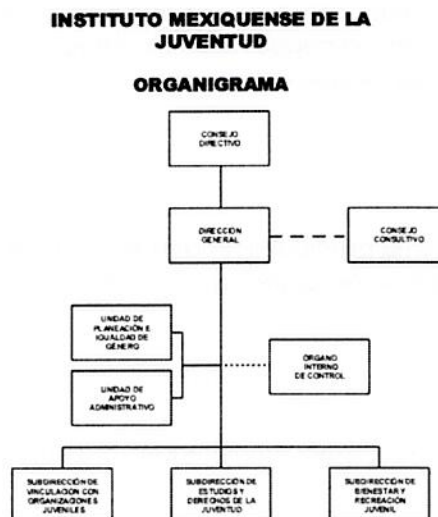 INSTITUTO MEXIQUENSE DE LA
JUVENTUD
ORGANIGRAMA
CONSEJO
DIRECTIVO
DIRECCIÓN
GENERAL
CONSEJO
CONSULTIVO
UNIDAD DE
PLANEACIÓN E
IGUALDAD DE
GÉNERO
ÓRGANO
INTERNO
DE CONTROL
UNIDAD DE
APOYO
ADMINISTRATIVO
SUBDIRECCIÓN DE
VINCULACIÓN CON
ORGANIZACIONES
JUVENILES
SUBDIRECCIÓN DE
ESTUDIOS Y
DERECHOS DE LA
JUVENTUD
SUBDIRECCIÓN DE
BIENESTAR Y
RECREACIÓN
JUVENIL